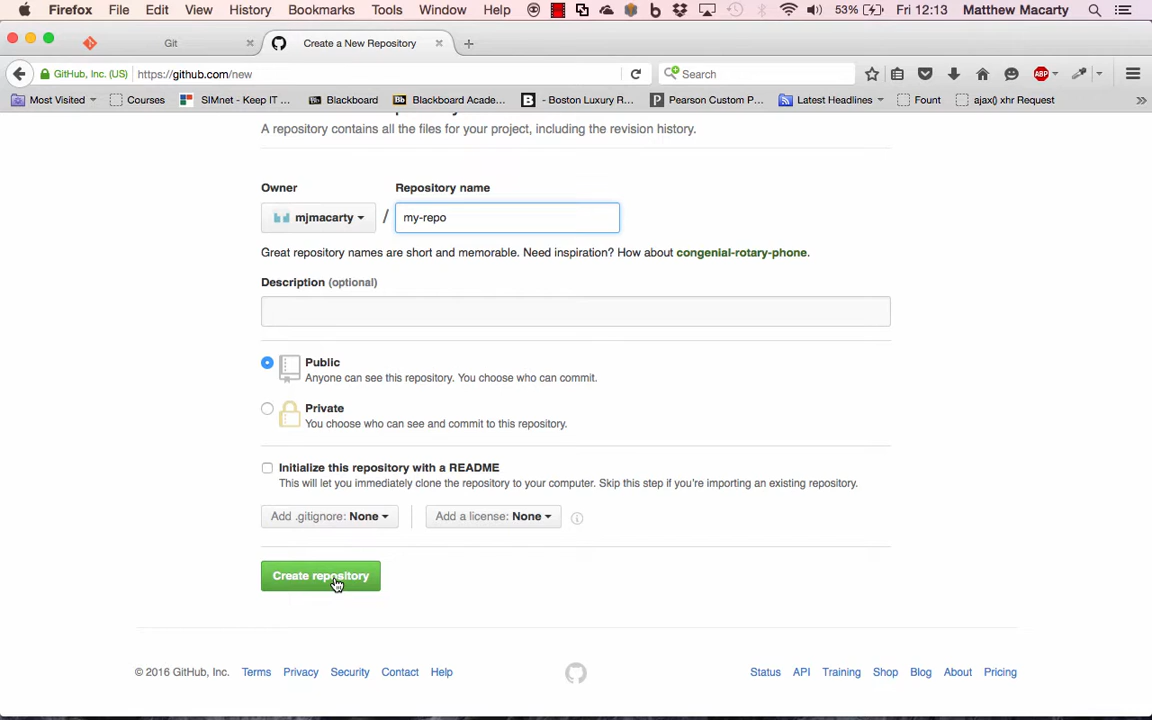 Firefox File Edit View History Bookmarks Tools Window Help 53% Fri 12:13 Matthew Macarty
Git Create a New Repository
GitHub, Inc. (US) https://github.com/new Search ABP
Most Visited Courses SIMnet - Keep IT ... Blackboard Bb Blackboard Acade... B - Boston Luxury R... P Pearson Custom P... Latest Headlines Fount ajax() xhr Request
A repository contains all the files for your project, including the revision history.
Owner Repository name
mjmacarty / my-repo
Great repository names are short and memorable. Need inspiration? How about congenial-rotary-phone.
Description (optional)
Public
Anyone can see this repository. You choose who can commit.
Private
You choose who can see and commit to this repository.
Initialize this repository with a README
This will let you immediately clone the repository to your computer. Skip this step if you're importing an existing repository.
Add .gitignore: None Add a license: None
Create repository
© 2016 GitHub, Inc. Terms Privacy Security Contact Help Status API Training Shop Blog About Pricing